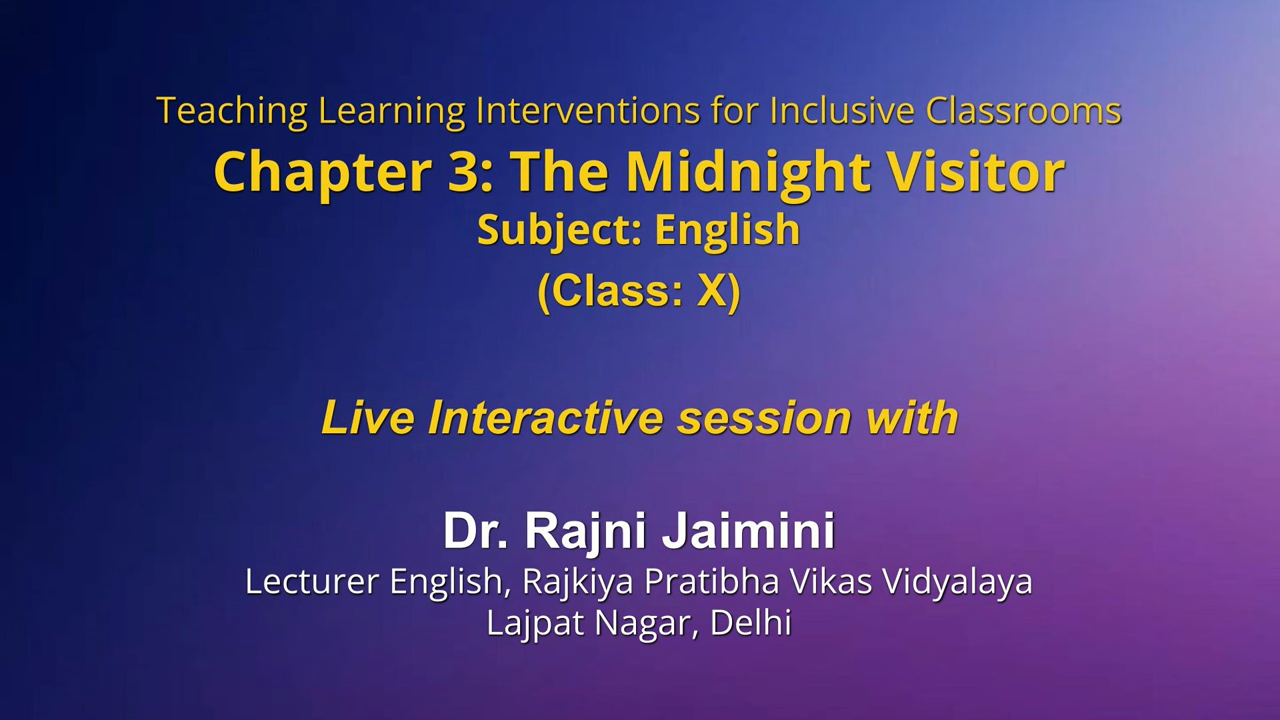 Teaching Learning Interventions for Inclusive Classrooms
Chapter 3: The Midnight Visitor
Subject: English
(Class: X)
Live Interactive session with
Dr. Rajni Jaimini
Lecturer English, Rajkiya Pratibha Vikas Vidyalaya
Lajpat Nagar, Delhi